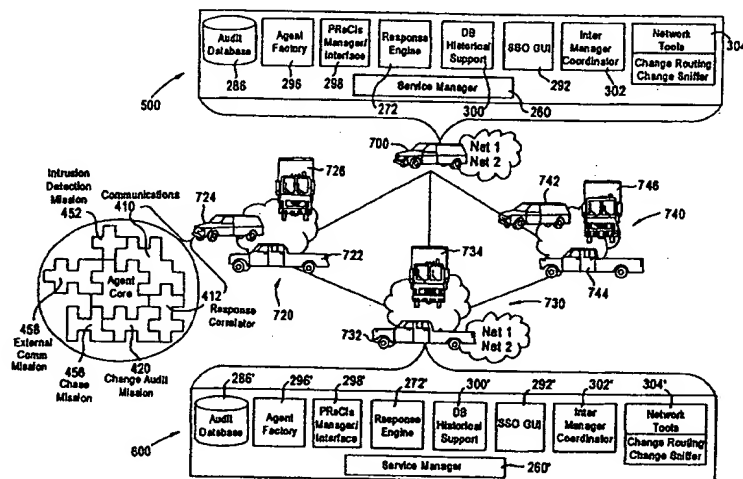 Audit Database
286
Agent Factory
296
PReCIs Manager/ Interface
298
Response Engine
272
DB Historical Support
300
SSO GUI
292
Inter Manager Coordinator
302
Network Tools
Change Routing
Change Sniffer
304
Service Manager
260
500
700
Net 1
Net 2
Intrusion Detection Mission
452
Communications
410
724
726
722
720
742
746
740
744
734
730
732
Net 1
Net 2
Agent Core
458
External Comm Mission
456
Chase Mission
420
Change Audit Mission
412
Response Correlator
286'
296'
298'
272'
300'
292'
302'
304'
Audit Database
Agent Factory
PReCIs Manager/ Interface
Response Engine
DB Historical Support
SSO GUI
Inter Manager Coordinator
Network Tools
Change Routing
Change Sniffer
Service Manager
260'
600